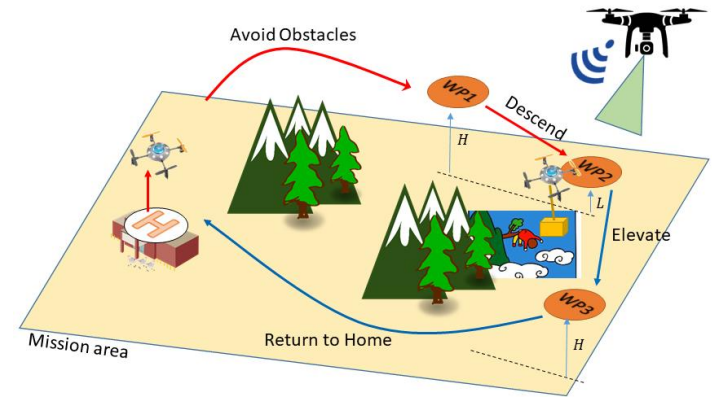 Avoid Obstacles
WP1
Descend
H
WP2
L
Elevate
H
WP3
Return to Home
H
Mission area